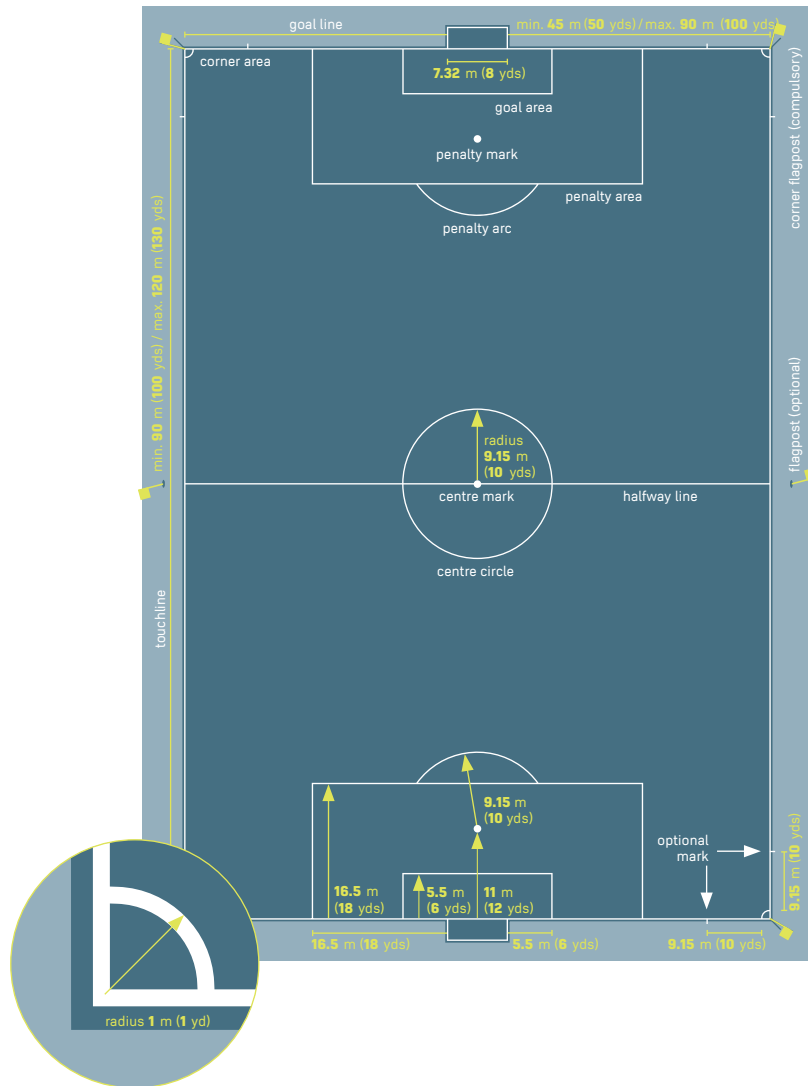 goal line
min. 45 m (50 yds) / max. 90 m (100 yds)
corner area
7.32 m (8 yds)
goal area
corner flagpost (compulsory)
penalty mark
penalty area
penalty arc
min. 90 m (100 yds) / max. 120 m (130 yds)
flagpost (optional)
radius
9.15 m
(10 yds)
centre mark
halfway line
centre circle
touchline
9.15 m
(10 yds)
optional
mark
9.15 m (10 yds)
16.5 m
(18 yds)
5.5 m
(6 yds)
11 m
(12 yds)
16.5 m (18 yds)
5.5 m (6 yds)
9.15 m (10 yds)
radius 1 m (1 yd)